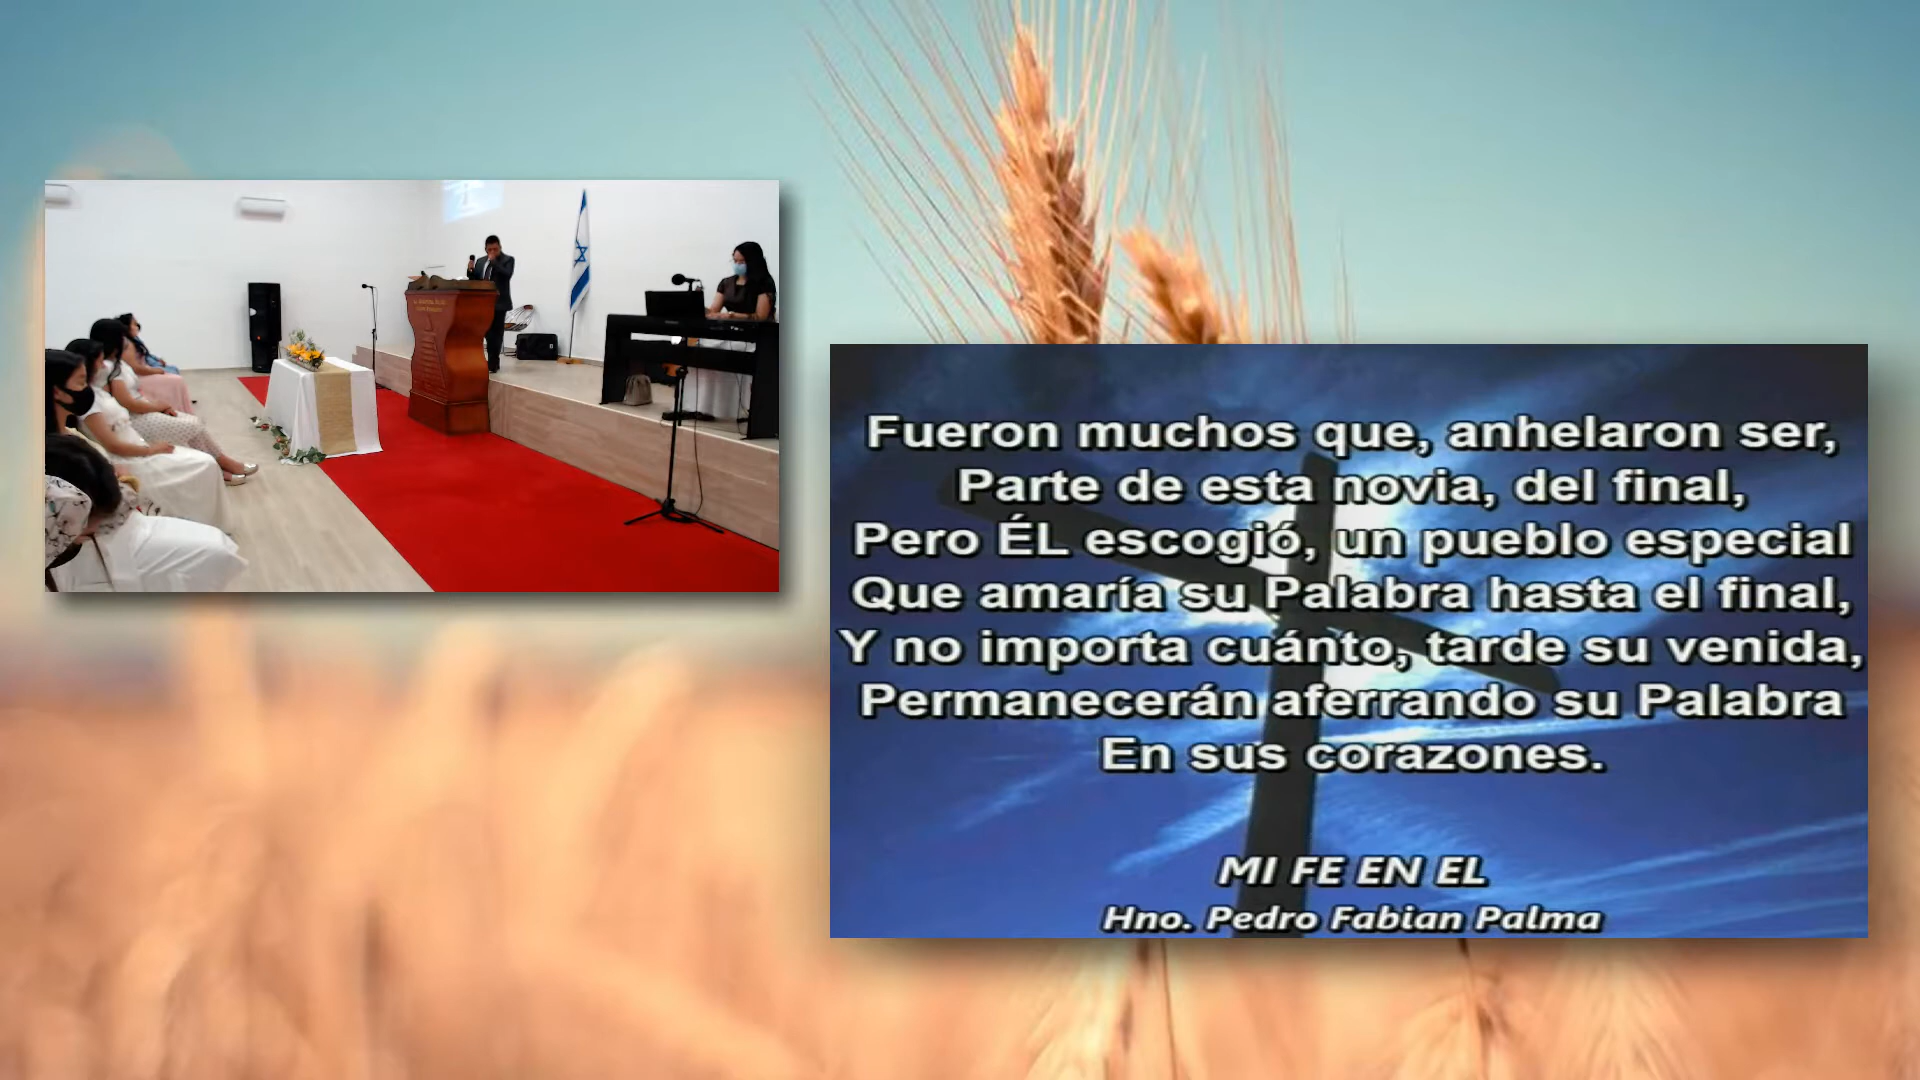 Fueron muchos que, anhelaron ser,
Parte de esta novia, del final,
Pero ÉL escogió, un pueblo especial
Que amaría su Palabra hasta el final,
Y no importa cuánto, tarde su venida,
Permanecerán aferrando su Palabra
En sus corazones.
MI FE EN EL
Hno. Pedro Fabian Palma